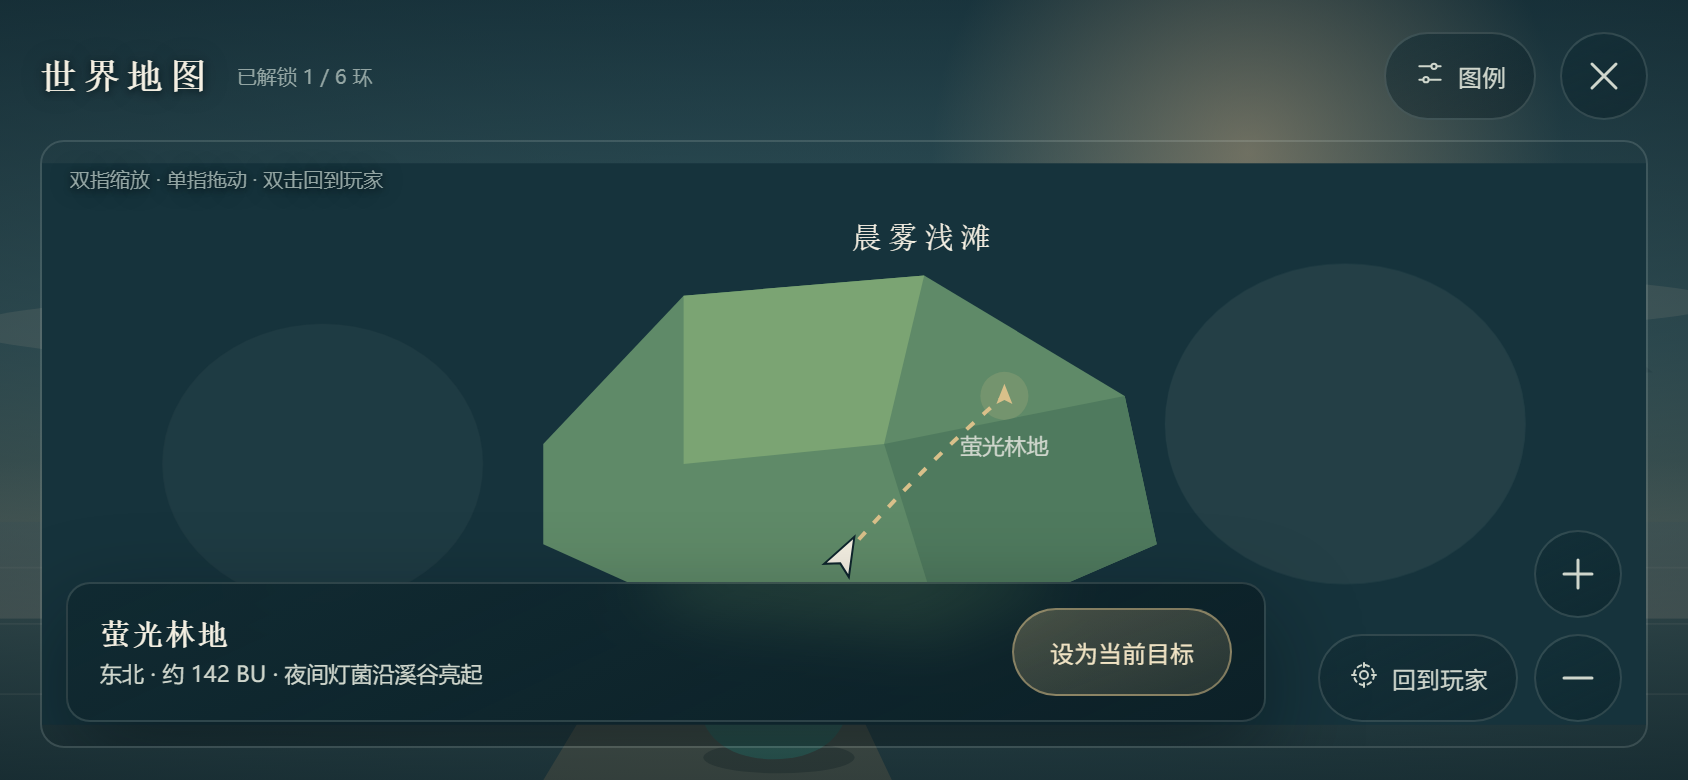 世界地图
已解锁 1 / 6 环
图例
双指缩放 · 单指拖动 · 双击回到玩家
晨雾浅滩
萤光林地
萤光林地
东北 · 约 142 BU · 夜间灯菌沿溪谷亮起
设为当前目标
回到玩家